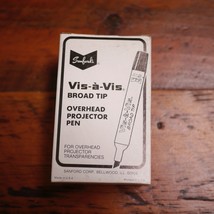 Sanford's
Vis-à-Vis®
BROAD TIP
OVERHEAD
PROJECTOR
PEN
FOR OVERHEAD
PROJECTOR
TRANSPARENCIES
SANFORD CORP. BELLWOOD, ILL.